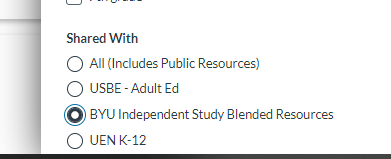 Shared With
All (Includes Public Resources)
USBE - Adult Ed
BYU Independent Study Blended Resources
UEN K-12